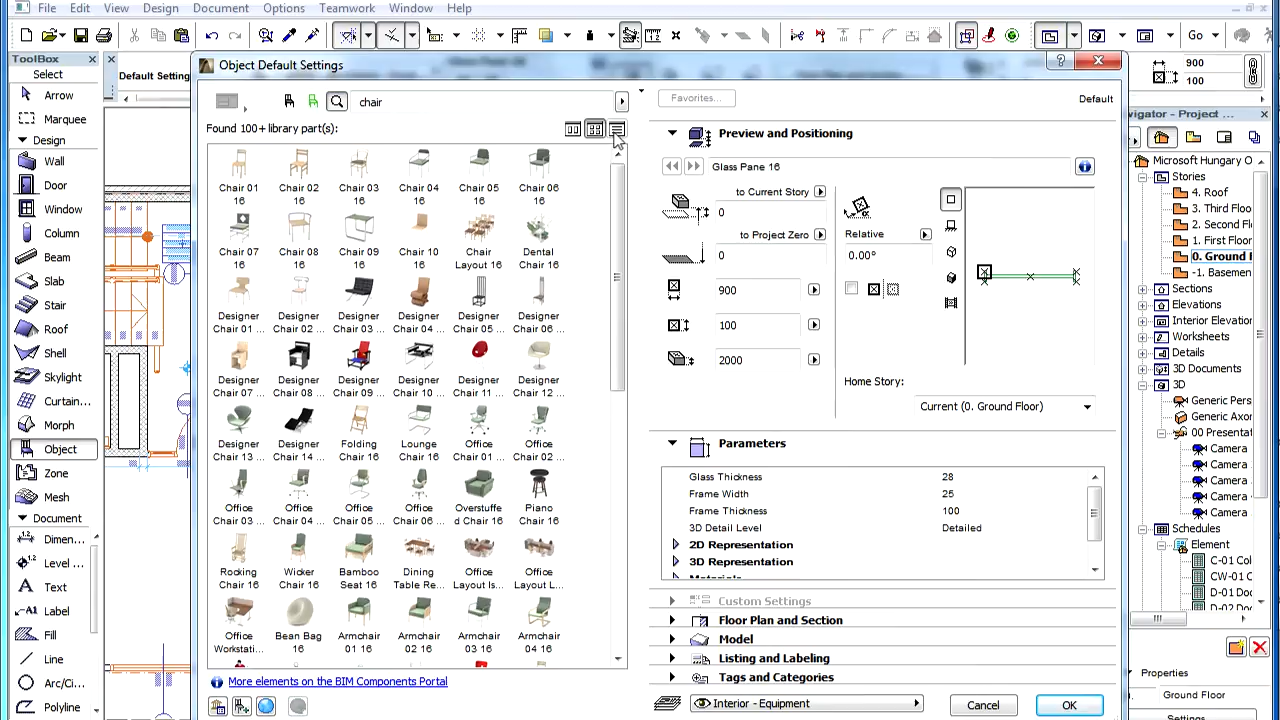 File Edit View Design Document Options Teamwork Window Help
ToolBox
Select
Arrow
Marquee
Design
Wall
Door
Window
Column
Beam
Slab
Stair
Roof
Shell
Skylight
Curtain...
Morph
Object
Zone
Mesh
Document
Dimen...
Level ...
Text
Label
Fill
Line
Arc/Ci...
Polyline
Default Setting
Object Default Settings
chair
Found 100+ library part(s):
Chair 01 16
Chair 02 16
Chair 03 16
Chair 04 16
Chair 05 16
Chair 06 16
Chair 07 16
Chair 08 16
Chair 09 16
Chair 10 16
Chair Layout 16
Dental Chair 16
Designer Chair 01 ...
Designer Chair 02 ...
Designer Chair 03 ...
Designer Chair 04 ...
Designer Chair 05 ...
Designer Chair 06 ...
Designer Chair 07 ...
Designer Chair 08 ...
Designer Chair 09 ...
Designer Chair 10 ...
Designer Chair 11 ...
Designer Chair 12 ...
Designer Chair 13 ...
Designer Chair 14 ...
Folding Chair 16
Lounge Chair 16
Office Chair 01 ...
Office Chair 02 ...
Office Chair 03 ...
Office Chair 04 ...
Office Chair 05 ...
Office Chair 06 ...
Overstuffe d Chair 16
Piano Chair 16
Rocking Chair 16
Wicker Chair 16
Bamboo Seat 16
Dining Table Re...
Office Layout Is...
Office Layout L...
Office Workstati...
Bean Bag 16
Armchair 01 16
Armchair 02 16
Armchair 03 16
Armchair 04 16
More elements on the BIM Components Portal
Favorites...
Default
Preview and Positioning
Glass Pane 16
to Current Story
0
to Project Zero
0
900
100
2000
Relative
0.00°
Home Story:
Current (0. Ground Floor)
Parameters
Glass Thickness 28
Frame Width 25
Frame Thickness 100
3D Detail Level Detailed
2D Representation
3D Representation
Materials
Custom Settings
Floor Plan and Section
Model
Listing and Labeling
Tags and Categories
Interior - Equipment
Cancel
OK
Go
900
100
vigator - Project ...
Microsoft Hungary O
Stories
4. Roof
3. Third Floo
2. Second Fl
1. First Floor
0. Ground F
-1. Basemen
Sections
Elevations
Interior Elevation
Worksheets
Details
3D Documents
3D
Generic Pers
Generic Axon
00 Presentat
Camera
Camera
Camera
Camera
Camera
Schedules
Element
C-01 Col
CW-01 C
D-01 Doo
D-02 Doo
Properties
Ground Floor
Settings